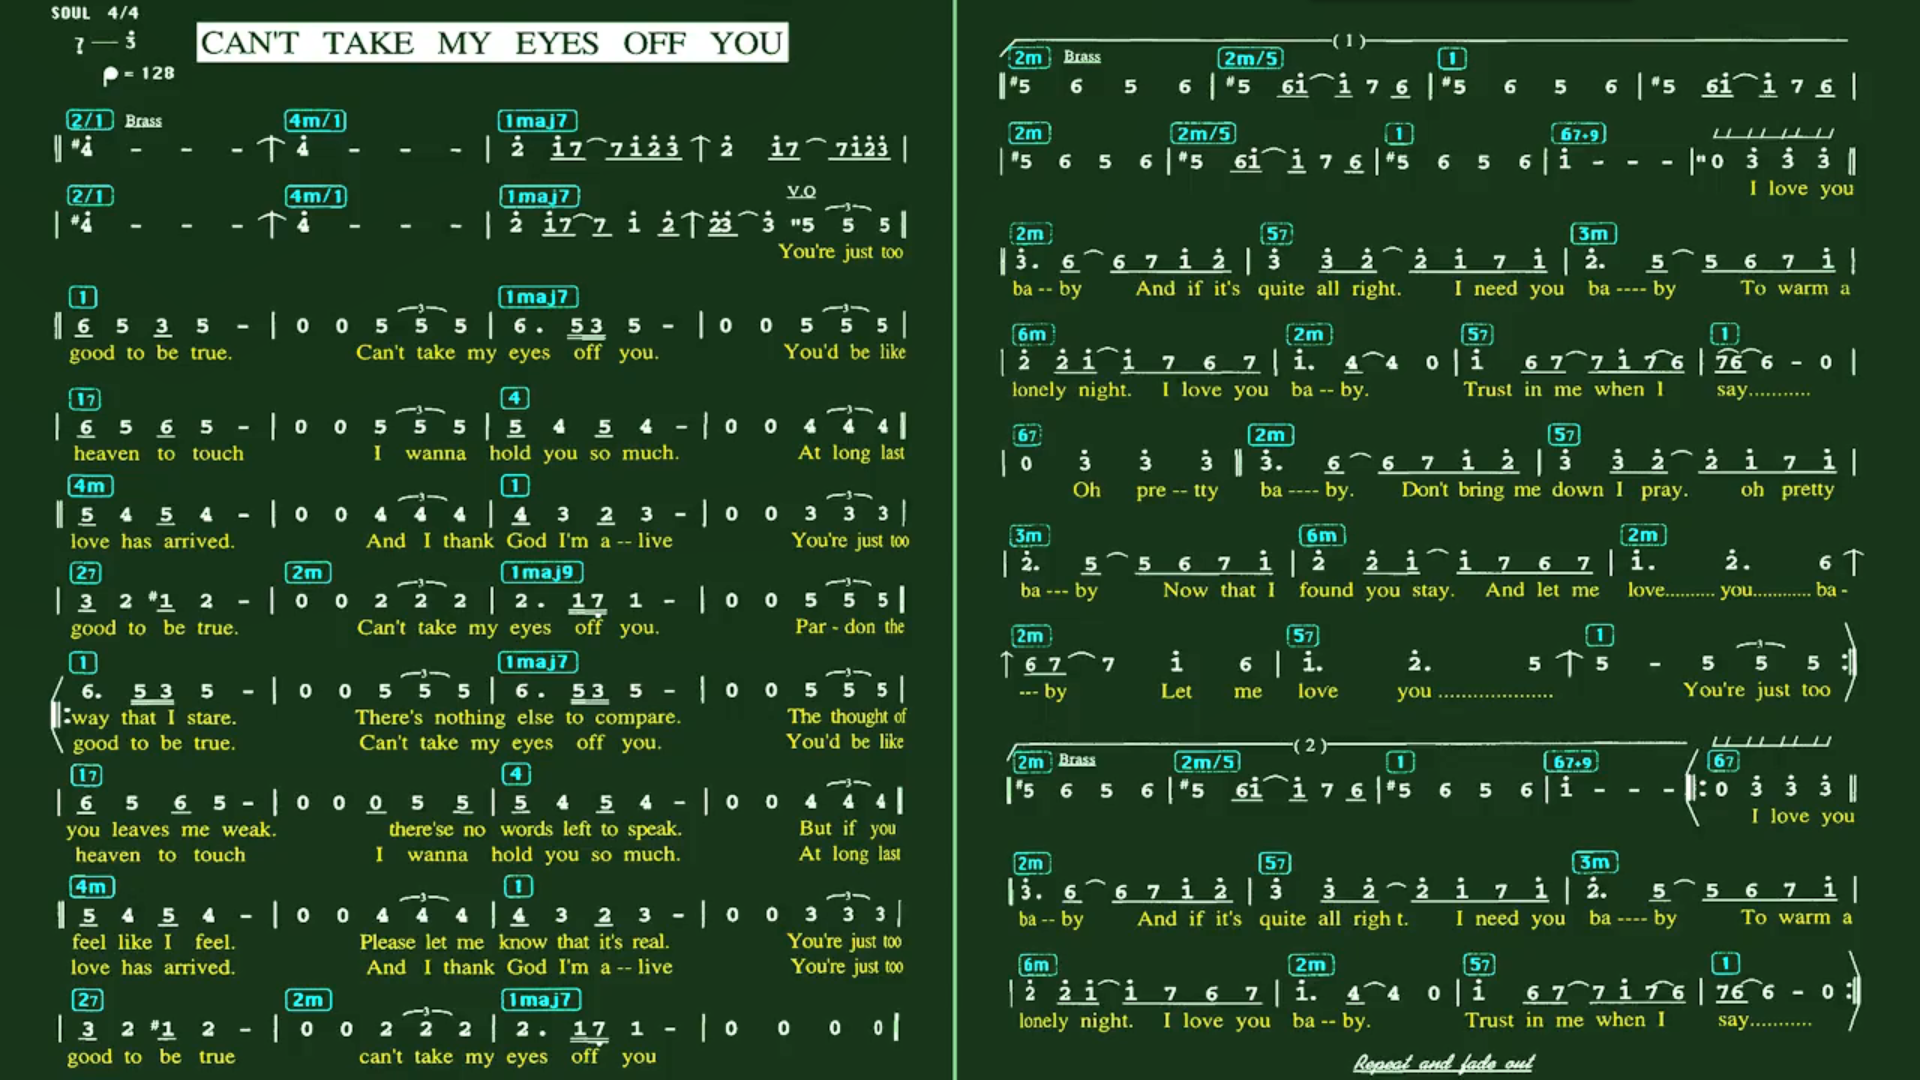 SOUL 4/4
7 — 3
= 128
CAN'T TAKE MY EYES OFF YOU
2/1 Brass 4m/1 1maj7
‖ #4 - - - ↑ 4 - - - | 2 17 7123 ↑ 2 17 7123 |
2/1 4m/1 1maj7 V.O
| #4 - - - ↑ 4 - - - | 2 17 7 1 2 ↑ 23 3 "5 5 5 ‖
You're just too
1 1maj7
‖ 6 5 3 5 - | 0 0 5 5 5 | 6. 53 5 - | 0 0 5 5 5 |
good to be true. Can't take my eyes off you. You'd be like
17 4
| 6 5 6 5 - | 0 0 5 5 5 | 5 4 5 4 - | 0 0 4 4 4 ‖
heaven to touch I wanna hold you so much. At long last
4m 1
‖ 5 4 5 4 - | 0 0 4 4 4 | 4 3 2 3 - | 0 0 3 3 3 |
love has arrived. And I thank God I'm a -- live You're just too
27 2m 1maj9
| 3 2 #1 2 - | 0 0 2 2 2 | 2. 17 1 - | 0 0 5 5 5 |
good to be true. Can't take my eyes off you. Par - don the
1 1maj7
‖: 6. 53 5 - | 0 0 5 5 5 | 6. 53 5 - | 0 0 5 5 5 |
way that I stare. There's nothing else to compare. The thought of
good to be true. Can't take my eyes off you. You'd be like
17 4
| 6 5 6 5 - | 0 0 0 5 5 | 5 4 5 4 - | 0 0 4 4 4 |
you leaves me weak. there'se no words left to speak. But if you
heaven to touch I wanna hold you so much. At long last
4m 1
‖ 5 4 5 4 - | 0 0 4 4 4 | 4 3 2 3 - | 0 0 3 3 3 |
feel like I feel. Please let me know that it's real. You're just too
love has arrived. And I thank God I'm a -- live You're just too
27 2m 1maj7
| 3 2 #1 2 - | 0 0 2 2 2 | 2. 17 1 - | 0 0 0 0 |
good to be true can't take my eyes off you
(1)
2m Brass 2m/5 1
‖ #5 6 5 6 | #5 61 1 7 6 | #5 6 5 6 | #5 61 1 7 6 |
2m 2m/5 1 67+9
| #5 6 5 6 | #5 61 1 7 6 | #5 6 5 6 | 1 - - - | "0 3 3 3 ‖
I love you
2m 57 3m
‖ 3. 6 6 7 1 2 | 3 3 2 2 1 7 1 | 2. 5 5 6 7 1 |
ba -- by And if it's quite all right. I need you ba ---- by To warm a
6m 2m 57 1
| 2 2 1 1 7 6 7 | 1. 4 4 0 | 1 6 7 7 1 7 6 | 76 6 - 0 |
lonely night. I love you ba -- by. Trust in me when I say...........
67 2m 57
| 0 3 3 3 ‖ 3. 6 6 7 1 2 | 3 3 2 2 1 7 1 |
Oh pre -- tty ba ---- by. Don't bring me down I pray. oh pretty
3m 6m 2m
| 2. 5 5 6 7 1 | 2 2 1 1 7 6 7 | 1. 2. 6 ↑
ba --- by Now that I found you stay. And let me love.......... you............ ba -
2m 57 1
↑ 6 7 7 1 6 | 1. 2. 5 ↑ 5 - 5 5 5 :‖
--- by Let me love you .................... You're just too
(2)
2m Brass 2m/5 1 67+9 67
‖ #5 6 5 6 | #5 61 1 7 6 | #5 6 5 6 | 1 - - - ‖: 0 3 3 3 ‖
I love you
2m 57 3m
‖ 3. 6 6 7 1 2 | 3 3 2 2 1 7 1 | 2. 5 5 6 7 1 |
ba -- by And if it's quite all righ t. I need you ba ---- by To warm a
6m 2m 57 1
| 2 2 1 1 7 6 7 | 1. 4 4 0 | 1 6 7 7 1 7 6 | 76 6 - 0 :‖
lonely night. I love you ba -- by. Trust in me when I say...........
Repeat and fade out